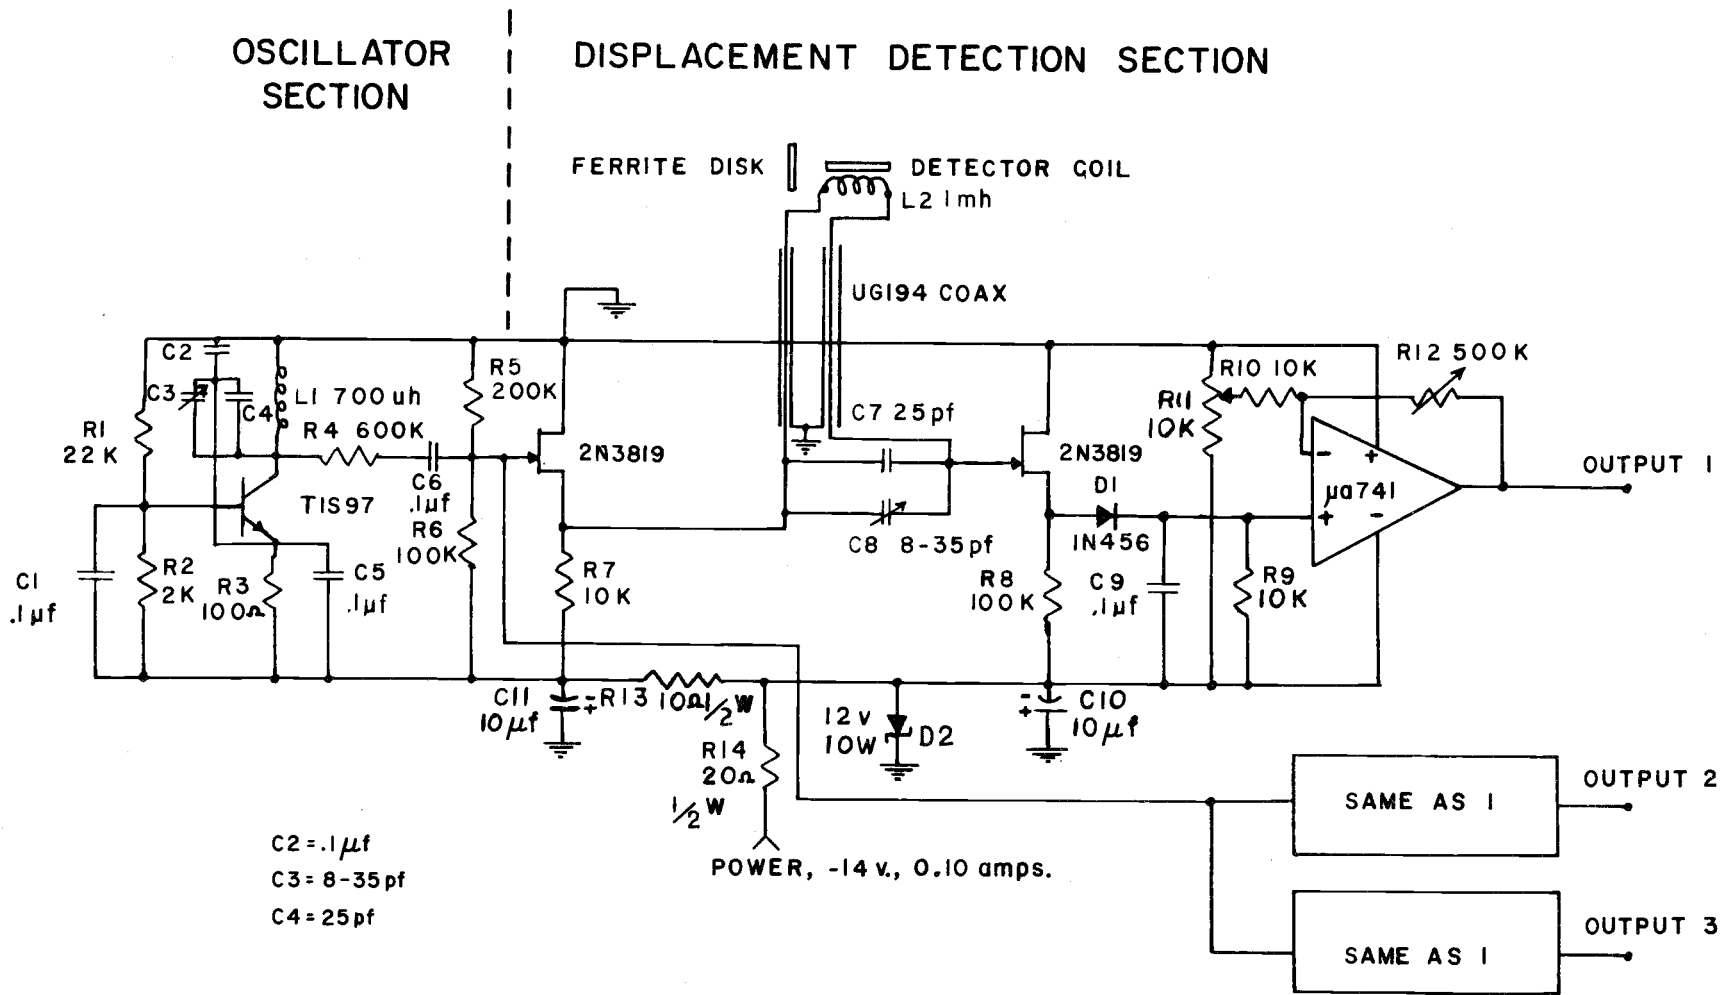 OSCILLATOR
SECTION
DISPLACEMENT DETECTION SECTION
FERRITE DISK
DETECTOR COIL
L2 1mh
UG194 COAX
C2
C3
C4
L1 700uh
R1
22K
R4 600K
R5
200K
C6
.1μf
2N3819
C7 25pf
2N3819
R10 10K
R11
10K
R12 500K
OUTPUT 1
μa741
-
+
+
-
TIS97
R6
100K
C8 8-35pf
D1
1N456
C1
.1μf
R2
2K
R3
100Ω
C5
.1μf
R7
10K
R8
100K
C9
.1μf
R9
10K
C11
10μf
-
+
R13 10Ω 1/2 W
R14
20Ω
1/2 W
12v
10W
D2
-
+
C10
10μf
POWER, -14v., 0.10 amps.
SAME AS 1
OUTPUT 2
SAME AS 1
OUTPUT 3
C2=.1μf
C3=8-35pf
C4=25pf